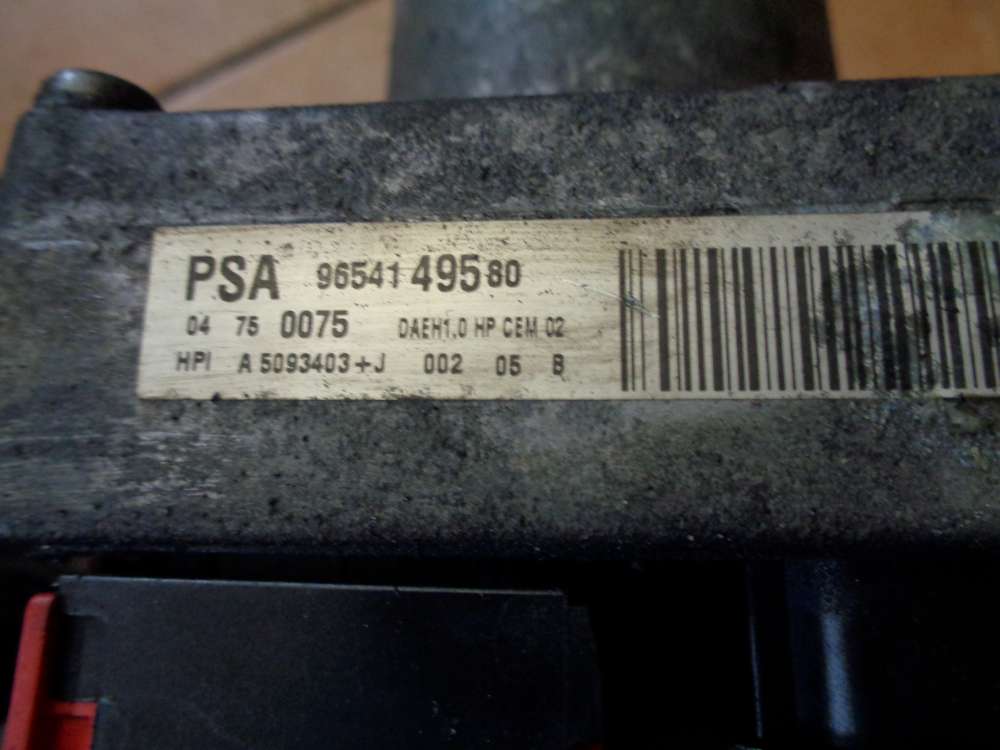 PSA 96541 495 80
04 75 0075 DAEH1.0 HP CEM 02
HPI A 5093403+J 002 05 B